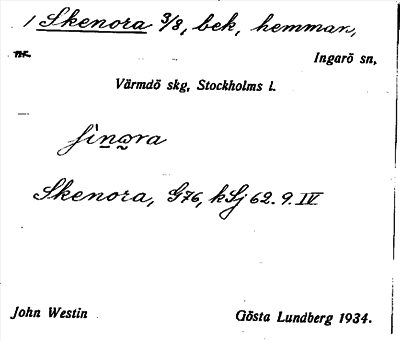 1 Skenora 3/8, bek, hemman,
nr.
Ingarö sn,
Värmdö skg, Stockholms l.
Skenora, G76, kSj 62. 9. IV
John Westin Gösta Lundberg 1934.